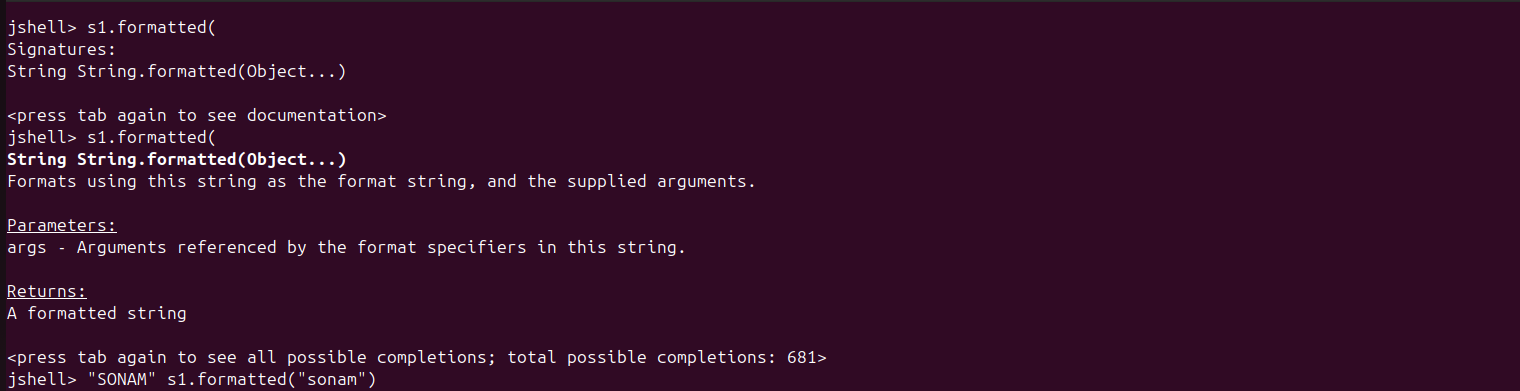 jshell> s1.formatted(
Signatures:
String String.formatted(Object...)
<press tab again to see documentation>
jshell> s1.formatted(
String String.formatted(Object...)
Formats using this string as the format string, and the supplied arguments.
Parameters:
args - Arguments referenced by the format specifiers in this string.
Returns:
A formatted string
<press tab again to see all possible completions; total possible completions: 681>
jshell> "SONAM" s1.formatted("sonam")